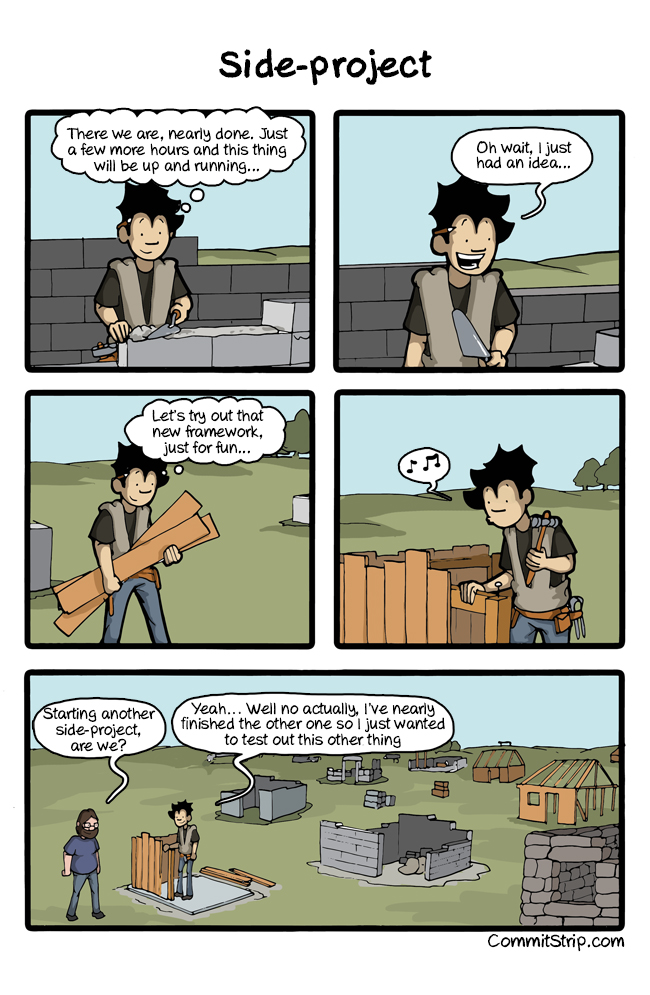 Side-project
There we are, nearly done. Just
a few more hours and this thing
will be up and running...
Oh wait, I just
had an idea...
Let's try out that
new framework,
just for fun...
Starting another
side-project,
are we?
Yeah... Well no actually, I've nearly
finished the other one so I just wanted
to test out this other thing
CommitStrip.com